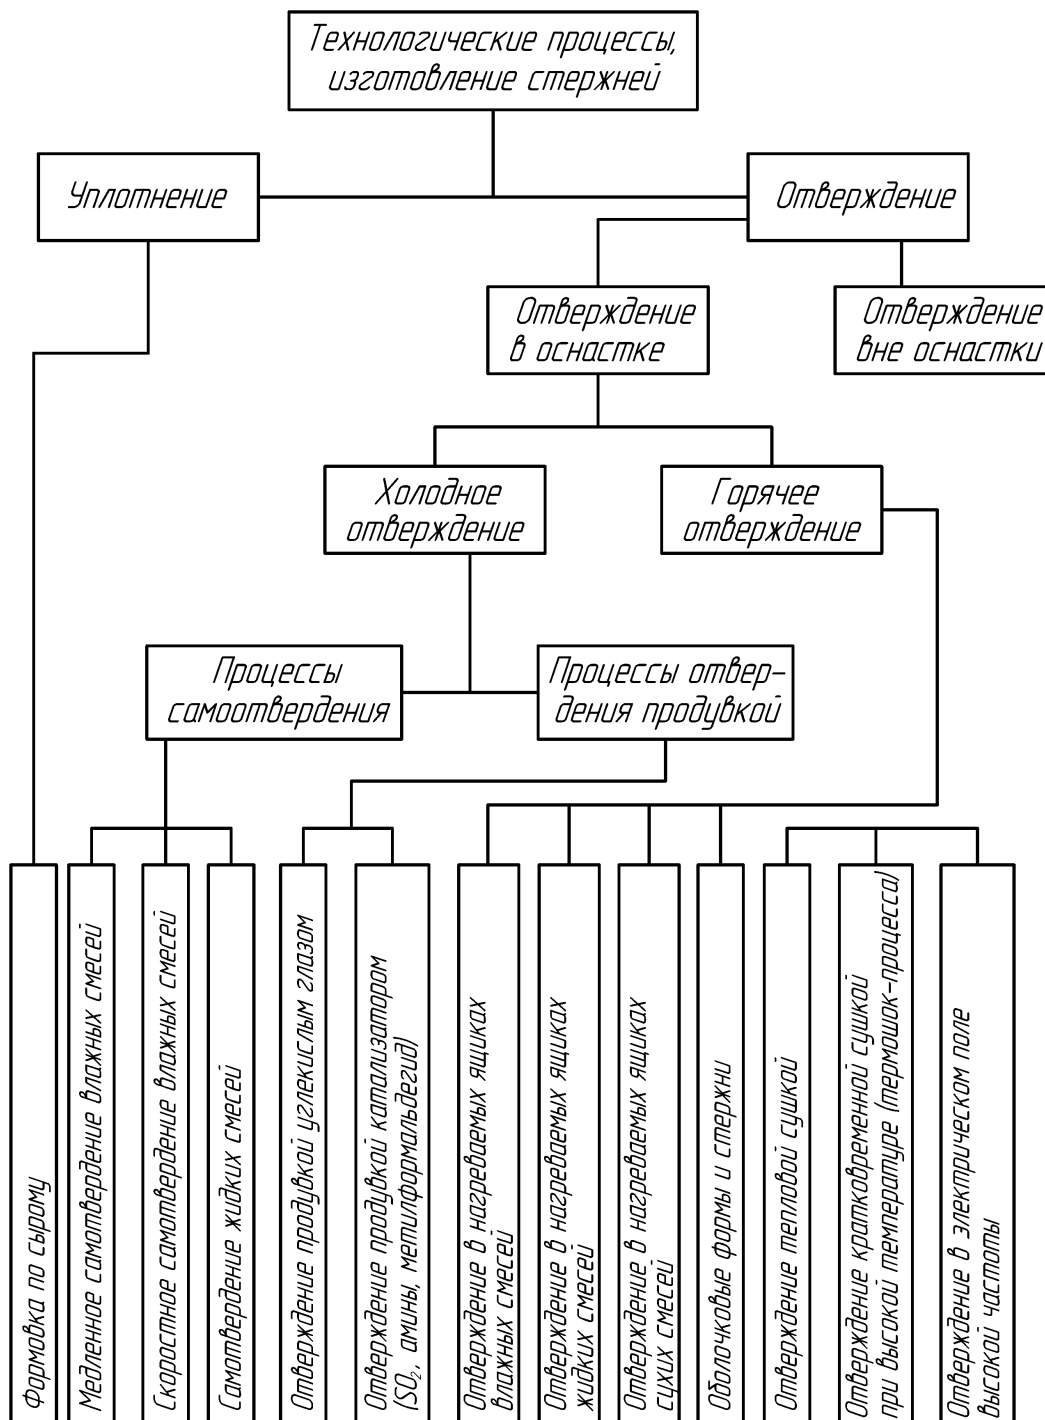 Технологические процессы,
изготовление стержней
Уплотнение
Отверждение
Отверждение
в оснастке
Отверждение
вне оснастки
Холодное
отверждение
Горячее
отверждение
Процессы
самоотвердения
Процессы отвер-
дения продувкой
Формовка по сырому
Медленное самотвердение влажных смесей
Скоростное самотвердение влажных смесей
Самотвердение жидких смесей
Отверждение продувкой углекислым глазом
Отверждение продувкой катализатором
(SO₂, амины, метилформальдегид)
Отверждение в нагреваемых ящиках
влажных смесей
Отверждение в нагреваемых ящиках
жидких смесей
Отверждение в нагреваемых ящиках
сухих смесей
Оболочковые формы и стержни
Отверждение тепловой сушкой
Отверждение кратковременной сушкой
при высокой температуре (термошок-процесса)
Отверждение в электрическом поле
высокой частоты